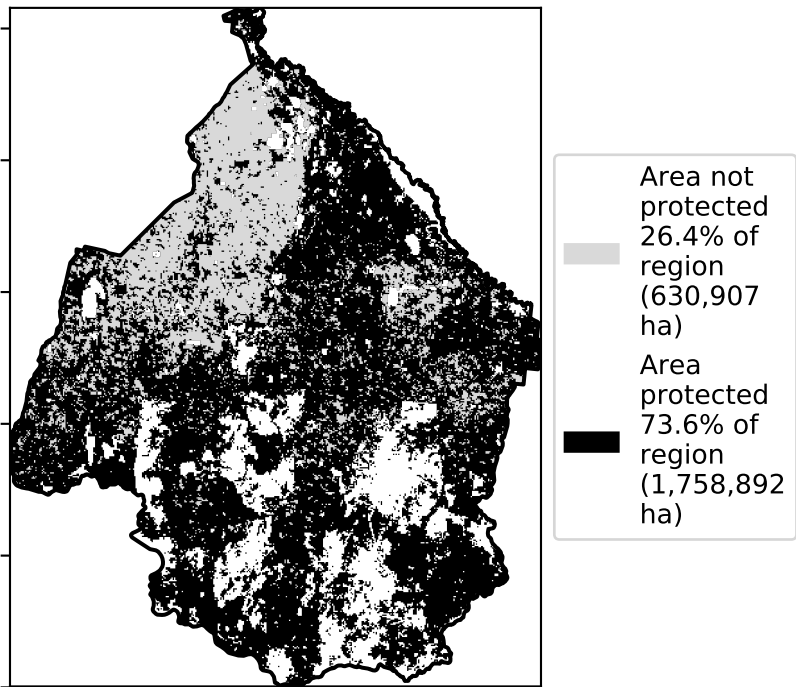 Area not
protected
26.4% of
region
(630,907
ha)
Area
protected
73.6% of
region
(1,758,892
ha)